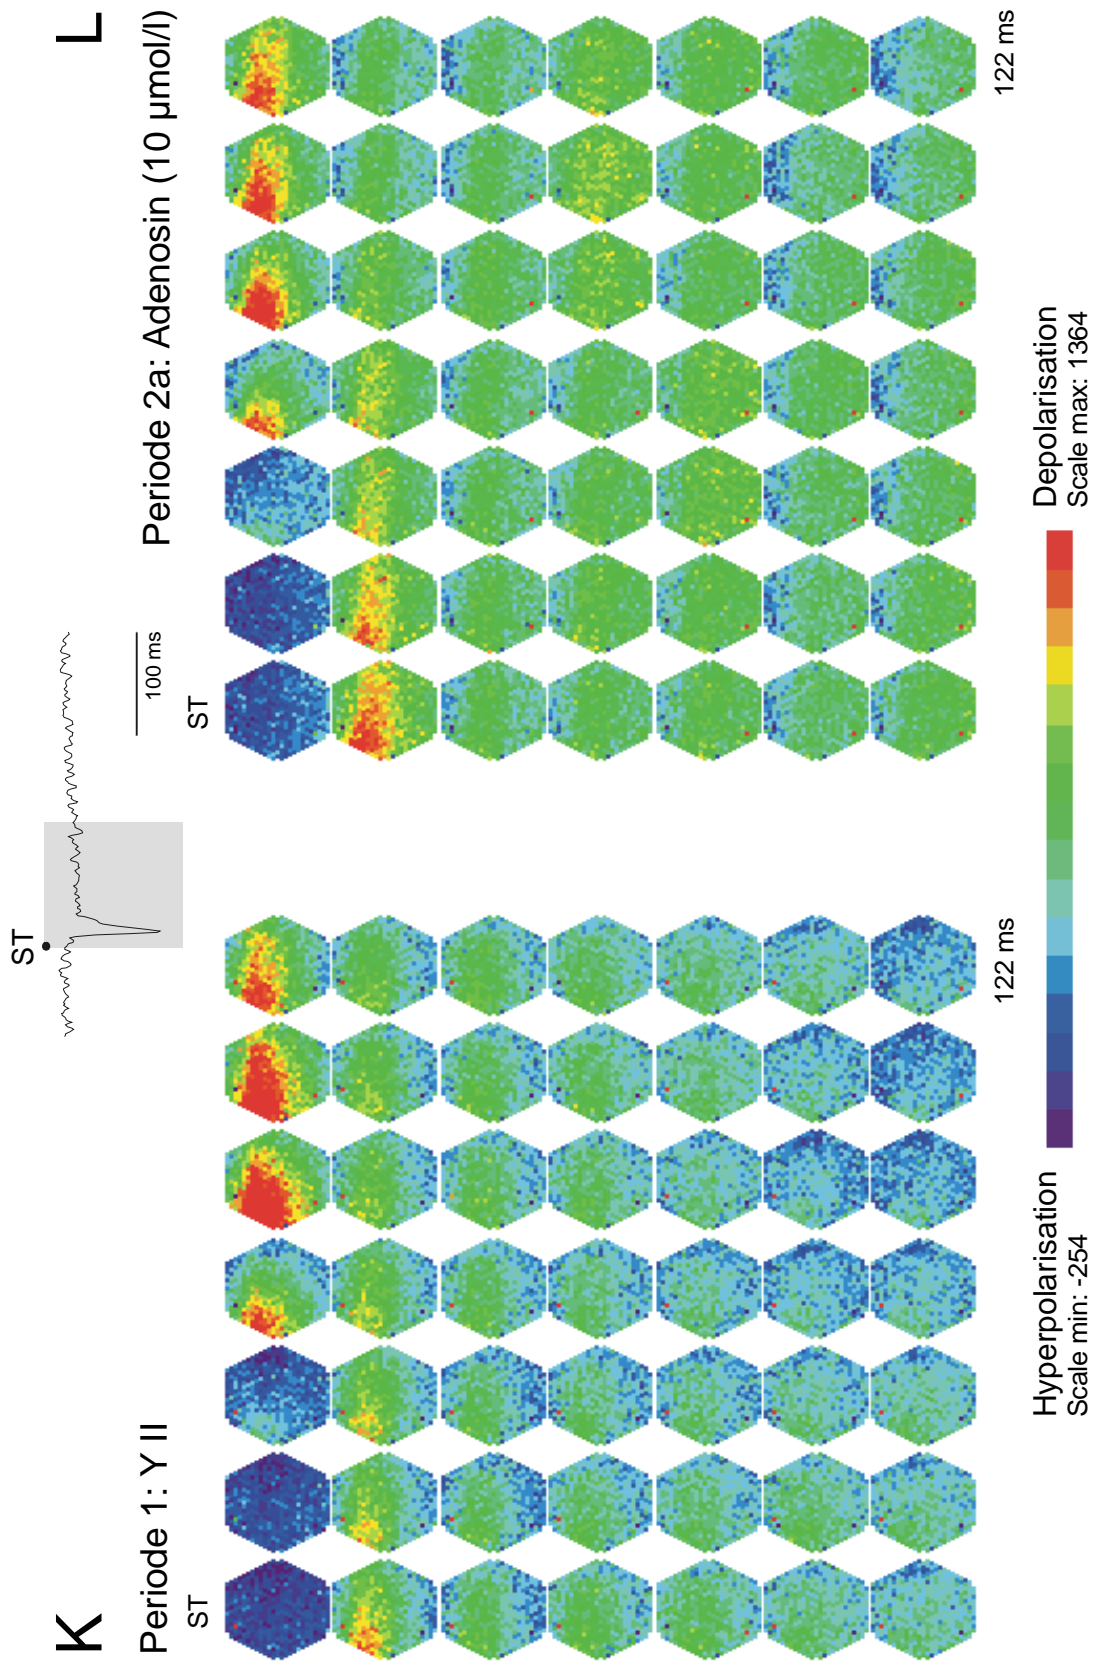 K
L
ST
100 ms
Periode 1: Y II
Periode 2a: Adenosin (10 µmol/l)
ST
ST
122 ms
122 ms
Hyperpolarisation
Scale min: -254
Depolarisation
Scale max: 1364